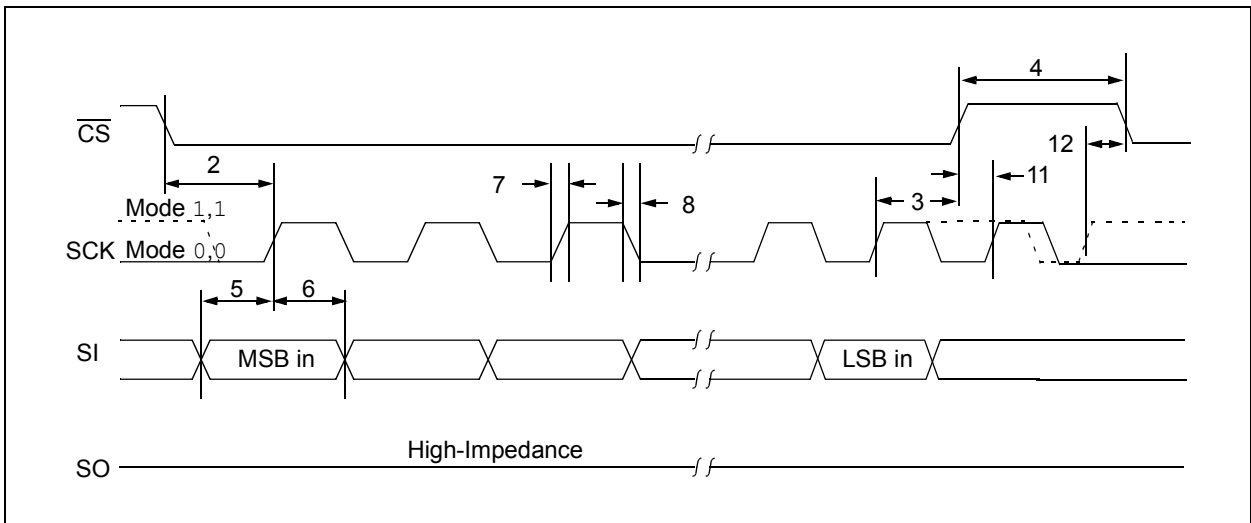 4
C̅S̅
12
2
7
11
8
3
Mode 1,1
SCK Mode 0,0
5
6
SI
MSB in
LSB in
High-Impedance
SO